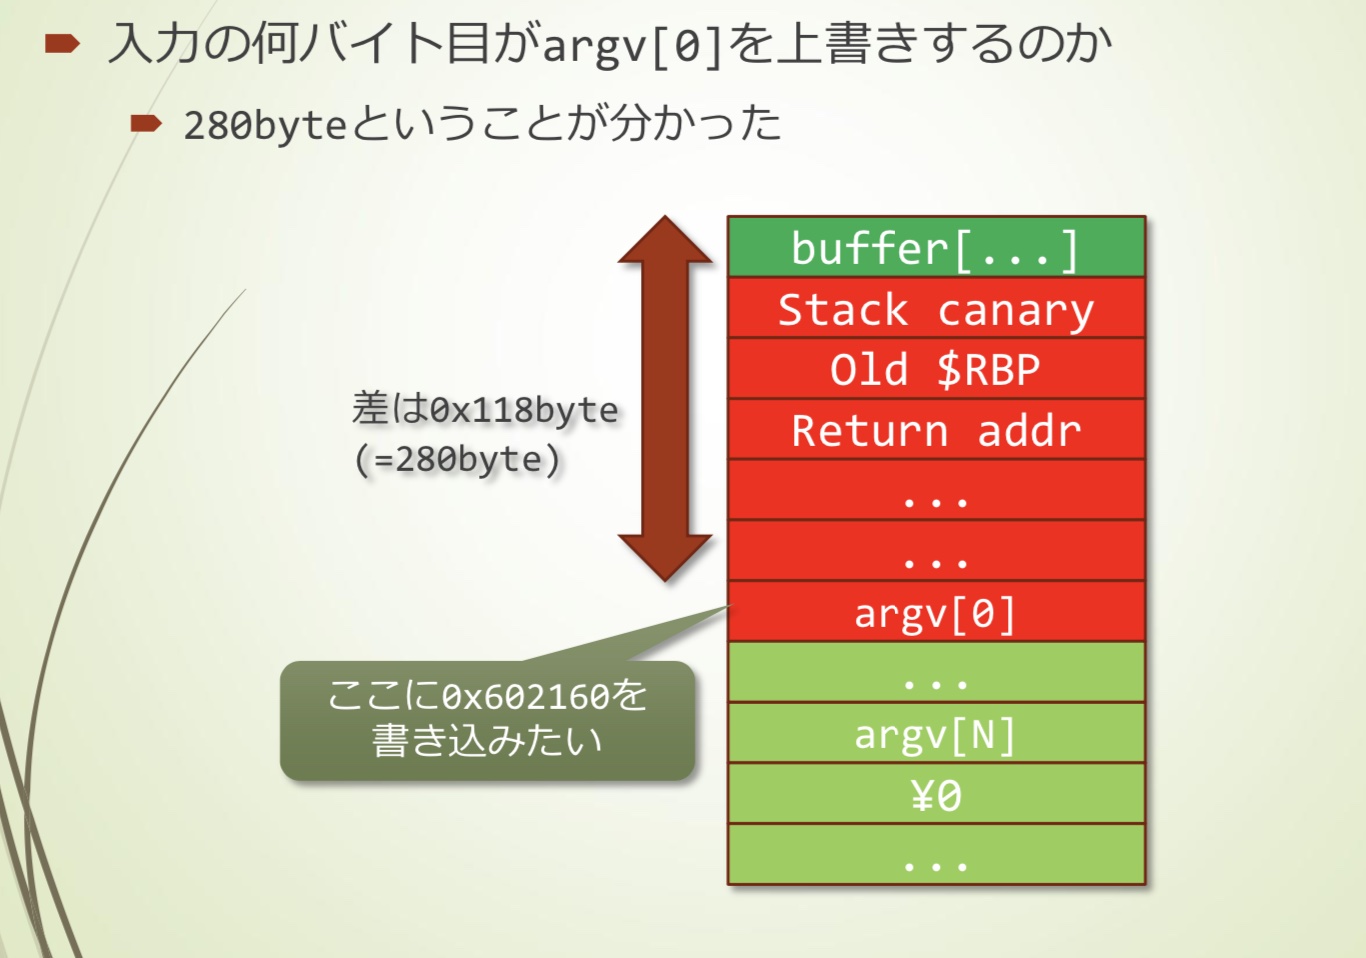 入力の何バイト目がargv[0]を上書きするのか
280byteということが分かった
buffer[...]
Stack canary
Old $RBP
Return addr
...
...
argv[0]
...
argv[N]
¥0
...
差は0x118byte
(=280byte)
ここに0x602160を
書き込みたい